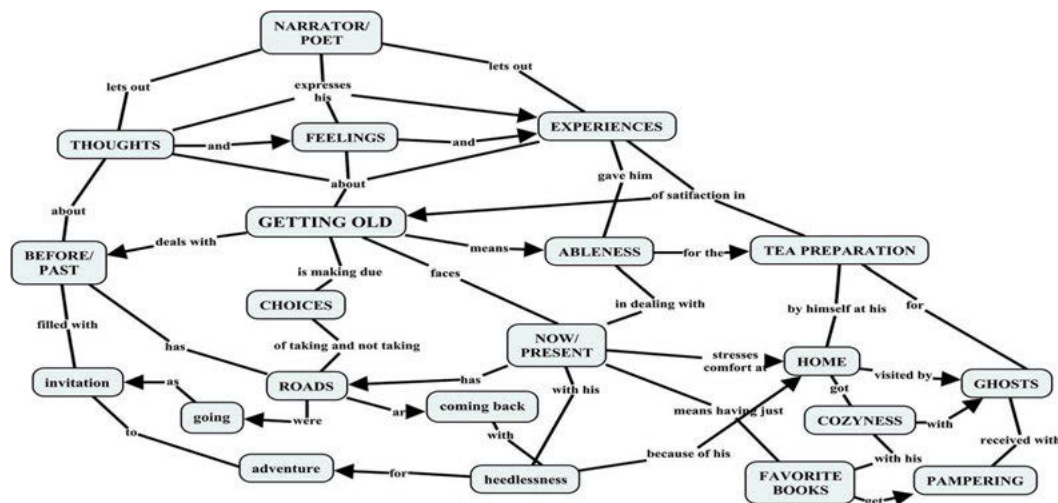 NARRATOR/
POET
lets out
expresses
his
lets out
THOUGHTS
and
FEELINGS
and
EXPERIENCES
about
gave him
about
of satifaction in
GETTING OLD
BEFORE/
PAST
deals with
means
ABLENESS
for the
TEA PREPARATION
is making due
faces
CHOICES
in dealing with
by himself at his
for
filled with
has
of taking and not taking
NOW/
PRESENT
stresses
comfort at
HOME
visited by
GHOSTS
invitation
as
going
were
ROADS
has
are
coming back
with his
means having just
got
COZYNESS
with
to
with
because of his
with his
received with
adventure
for
heedlessness
FAVORITE
BOOKS
get
PAMPERING